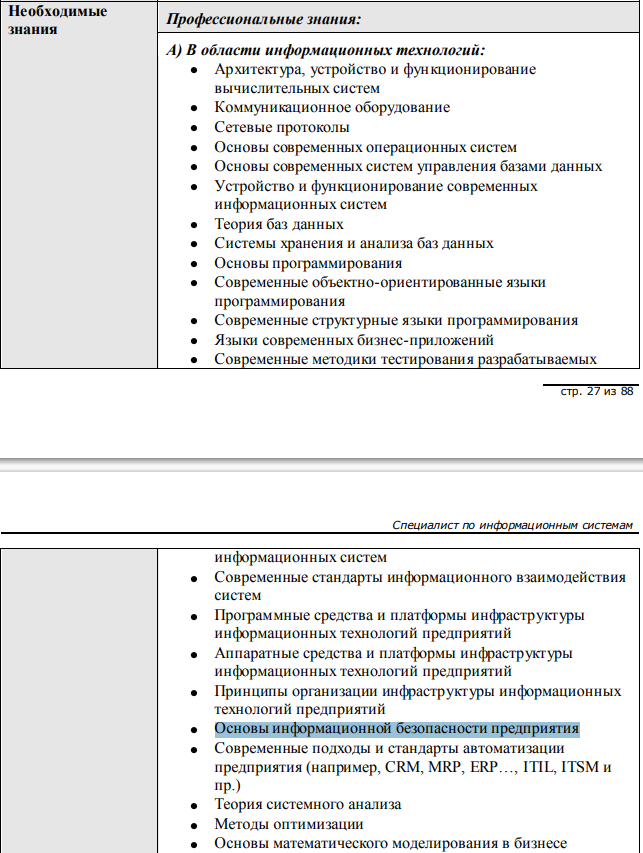 Необходимые
знания
Профессиональные знания:
А) В области информационных технологий:
● Архитектура, устройство и функционирование
вычислительных систем
● Коммуникационное оборудование
● Сетевые протоколы
● Основы современных операционных систем
● Основы современных систем управления базами данных
● Устройство и функционирование современных
информационных систем
● Теория баз данных
● Системы хранения и анализа баз данных
● Основы программирования
● Современные объектно-ориентированные языки
программирования
● Современные структурные языки программирования
● Языки современных бизнес-приложений
● Современные методики тестирования разрабатываемых
стр. 27 из 88
Специалист по информационным системам
информационных систем
● Современные стандарты информационного взаимодействия
систем
● Программные средства и платформы инфраструктуры
информационных технологий предприятий
● Аппаратные средства и платформы инфраструктуры
информационных технологий предприятий
● Принципы организации инфраструктуры информационных
технологий предприятий
● Основы информационной безопасности предприятия
● Современные подходы и стандарты автоматизации
предприятия (например, CRM, MRP, ERP…, ITIL, ITSM и
пр.)
● Теория системного анализа
● Методы оптимизации
● Основы математического моделирования в бизнесе